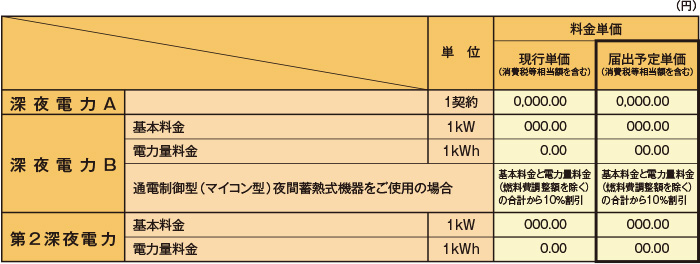 (円)
料金単価
単 位
現行単価 届出予定単価
(消費税等相当額を含む) (消費税等相当額を含む)
深夜電力A 1契約 0,000.00 0,000.00
深夜電力B
基本料金 1kW 000.00 000.00
電力量料金 1kWh 0.00 00.00
通電制御型(マイコン型)夜間蓄熱式機器をご使用の場合
基本料金と電力量料金
(燃料費調整額を除く)
の合計から10%割引
基本料金と電力量料金
(燃料費調整額を除く)
の合計から10%割引
第2深夜電力
基本料金 1kW 000.00 000.00
電力量料金 1kWh 0.00 00.00